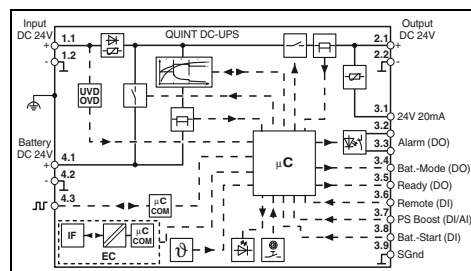 Input
DC 24V
+ 1.1
- 1.2
QUINT DC-UPS
Output
DC 24V
2.1 +
2.2 -
UVD
OVD
3.1 24V 20mA
3.2
3.3 Alarm (DO)
3.4 Bat.-Mode (DO)
3.5 Ready (DO)
3.6 Remote (DI)
3.7 PS Boost (DI/AI)
3.8 Bat.-Start (DI)
3.9 SGnd
Battery
DC 24V
+ 4.1
- 4.2
4.3
µC
µC
COM
IF
µC
COM
EC
ϑ